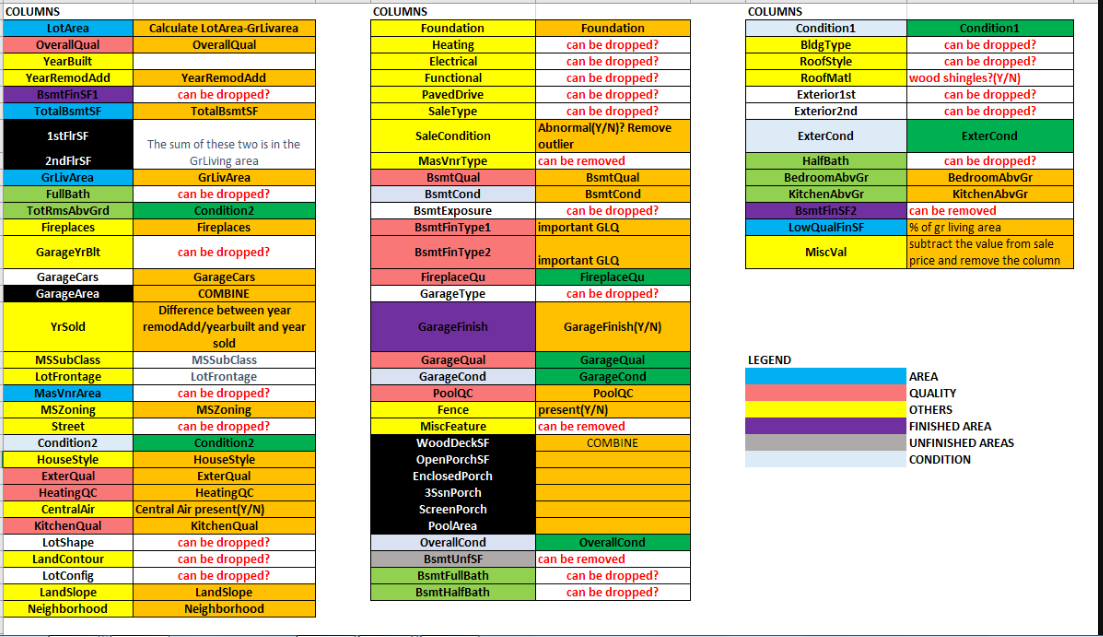 COLUMNS
LotArea Calculate LotArea-GrLivarea
OverallQual OverallQual
YearBuilt
YearRemodAdd YearRemodAdd
BsmtFinSF1 can be dropped?
TotalBsmtSF TotalBsmtSF
1stFlrSF
The sum of these two is in the
2ndFlrSF
GrLiving area
GrLivArea GrLivArea
FullBath can be dropped?
TotRmsAbvGrd Condition2
Fireplaces Fireplaces
GarageYrBlt can be dropped?
GarageCars GarageCars
GarageArea COMBINE
Difference between year
YrSold remodAdd/yearbuilt and year
sold
MSSubClass MSSubClass
LotFrontage LotFrontage
MasVnrArea can be dropped?
MSZoning MSZoning
Street can be dropped?
Condition2 Condition2
HouseStyle HouseStyle
ExterQual ExterQual
HeatingQC HeatingQC
CentralAir Central Air present(Y/N)
KitchenQual KitchenQual
LotShape can be dropped?
LandContour can be dropped?
LotConfig can be dropped?
LandSlope LandSlope
Neighborhood Neighborhood
COLUMNS
Foundation Foundation
Heating can be dropped?
Electrical can be dropped?
Functional can be dropped?
PavedDrive can be dropped?
SaleType can be dropped?
Abnormal(Y/N)? Remove
SaleCondition
outlier
MasVnrType can be removed
BsmtQual BsmtQual
BsmtCond BsmtCond
BsmtExposure can be dropped?
BsmtFinType1 important GLQ
BsmtFinType2
important GLQ
FireplaceQu FireplaceQu
GarageType can be dropped?
GarageFinish GarageFinish(Y/N)
GarageQual GarageQual
GarageCond GarageCond
PoolQC PoolQC
Fence present(Y/N)
MiscFeature can be removed
WoodDeckSF COMBINE
OpenPorchSF
EnclosedPorch
3SsnPorch
ScreenPorch
PoolArea
OverallCond OverallCond
BsmtUnfSF can be removed
BsmtFullBath can be dropped?
BsmtHalfBath can be dropped?
COLUMNS
Condition1 Condition1
BldgType can be dropped?
RoofStyle can be dropped?
RoofMatl wood shingles?(Y/N)
Exterior1st can be dropped?
Exterior2nd can be dropped?
ExterCond ExterCond
HalfBath can be dropped?
BedroomAbvGr BedroomAbvGr
KitchenAbvGr KitchenAbvGr
BsmtFinSF2 can be removed
LowQualFinSF % of gr living area
subtract the value from sale
MiscVal
price and remove the column
LEGEND
AREA
QUALITY
OTHERS
FINISHED AREA
UNFINISHED AREAS
CONDITION